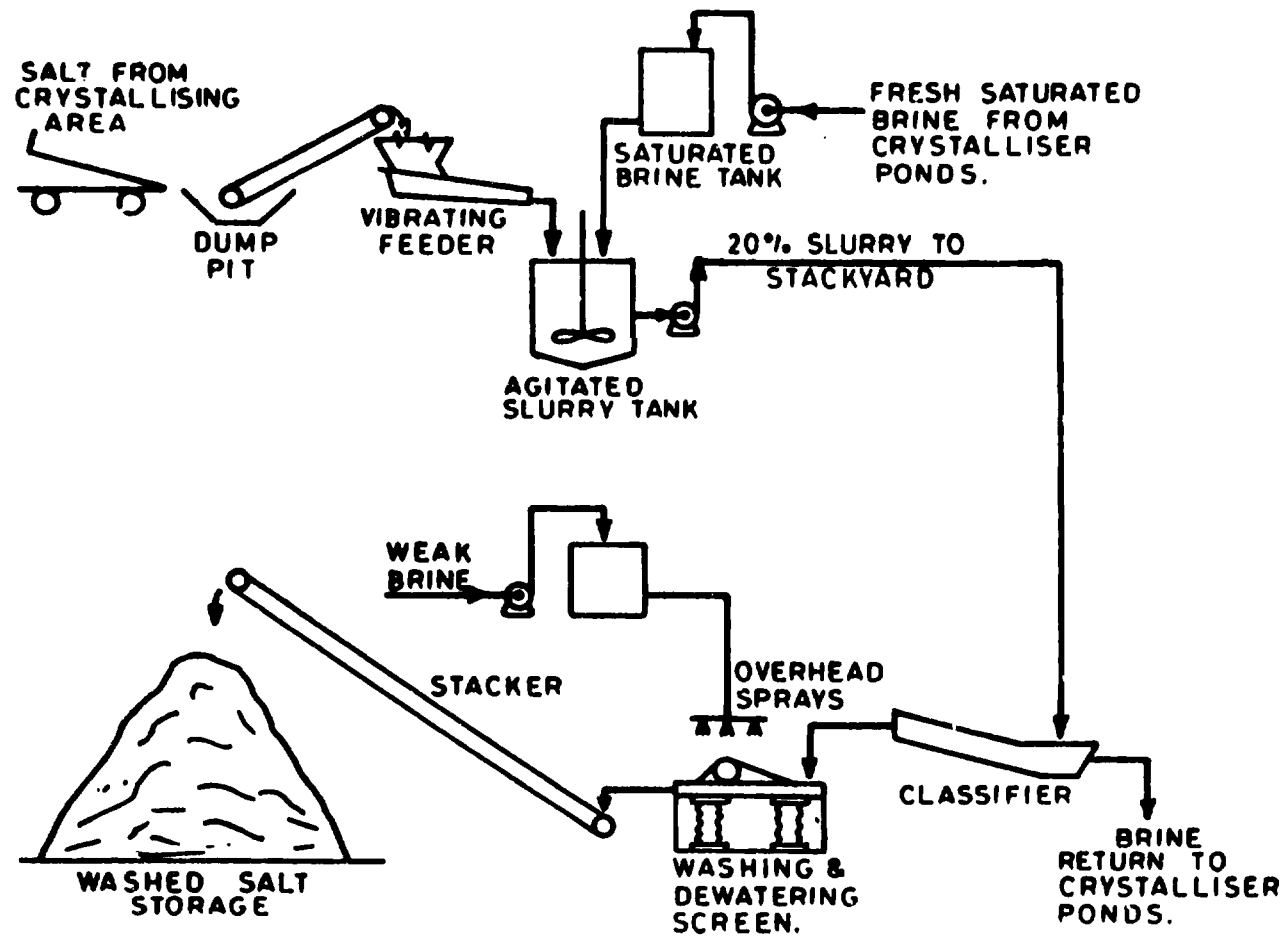 SALT FROM
CRYSTALLISING
AREA
DUMP
PIT
VIBRATING
FEEDER
SATURATED
BRINE TANK
FRESH SATURATED
BRINE FROM
CRYSTALLISER
PONDS.
20% SLURRY TO
STACKYARD
AGITATED
SLURRY TANK
WEAK
BRINE
STACKER
OVERHEAD
SPRAYS
CLASSIFIER
BRINE
RETURN TO
CRYSTALLISER
PONDS.
WASHING &
DEWATERING
SCREEN.
WASHED SALT
STORAGE